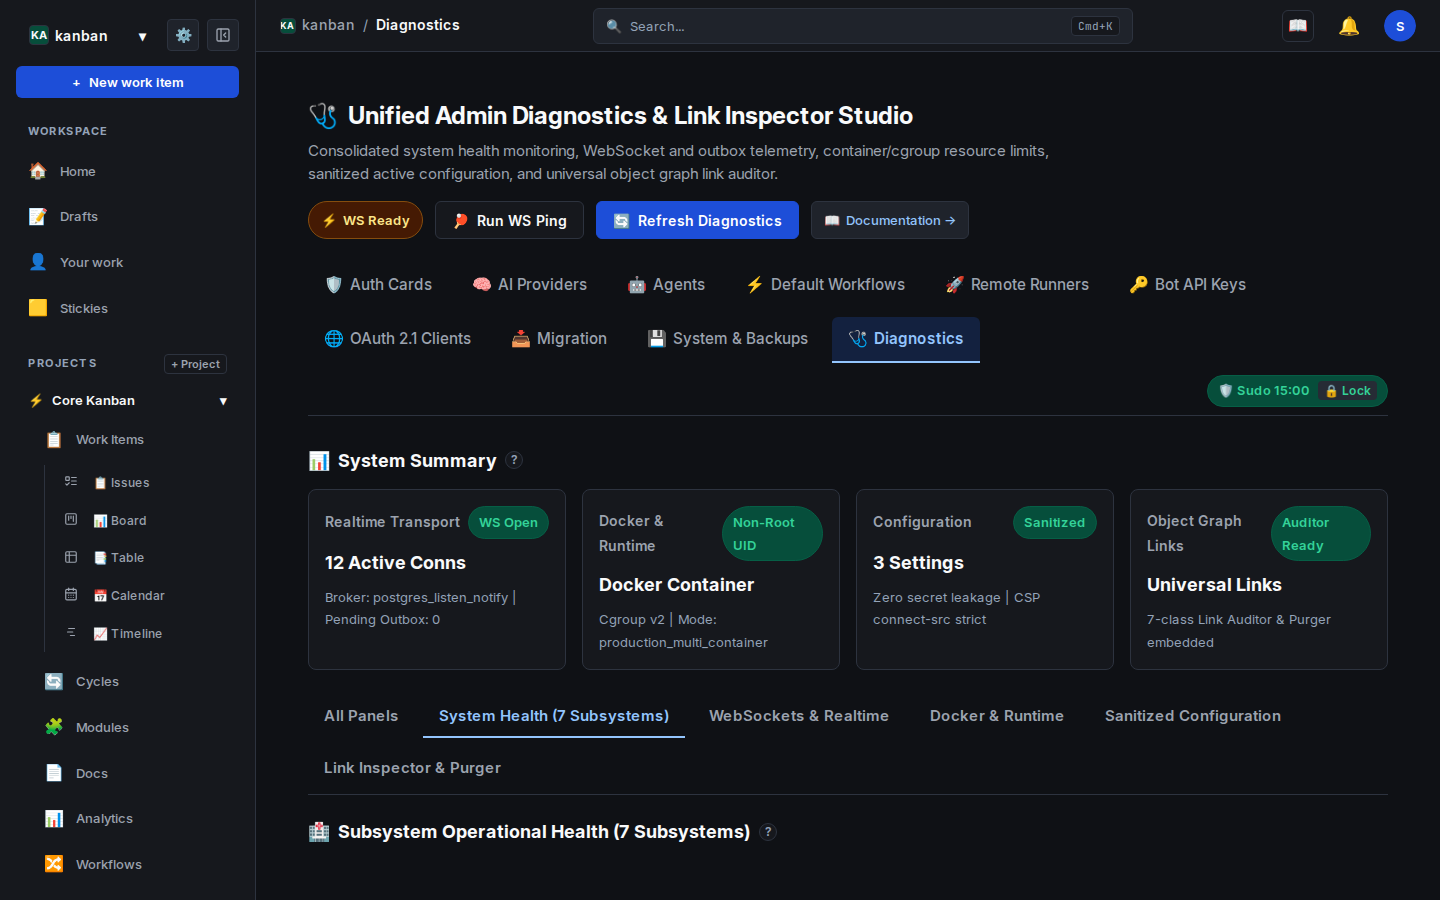 KA kanban
+ New work item
WORKSPACE
Home
Drafts
Your work
Stickies
PROJECTS
+ Project
Core Kanban
Work Items
Issues
Board
Table
Calendar
Timeline
Cycles
Modules
Docs
Analytics
Workflows
KA kanban / Diagnostics
Search...
Cmd+K
S
Unified Admin Diagnostics & Link Inspector Studio
Consolidated system health monitoring, WebSocket and outbox telemetry, container/cgroup resource limits,
sanitized active configuration, and universal object graph link auditor.
WS Ready
Run WS Ping
Refresh Diagnostics
Documentation →
Auth Cards
AI Providers
Agents
Default Workflows
Remote Runners
Bot API Keys
OAuth 2.1 Clients
Migration
System & Backups
Diagnostics
Sudo 15:00
Lock
System Summary ?
Realtime Transport
WS Open
12 Active Conns
Broker: postgres_listen_notify |
Pending Outbox: 0
Docker &
Runtime
Non-Root
UID
Docker Container
Cgroup v2 | Mode:
production_multi_container
Configuration
Sanitized
3 Settings
Zero secret leakage | CSP
connect-src strict
Object Graph
Links
Auditor
Ready
Universal Links
7-class Link Auditor & Purger
embedded
All Panels
System Health (7 Subsystems)
WebSockets & Realtime
Docker & Runtime
Sanitized Configuration
Link Inspector & Purger
Subsystem Operational Health (7 Subsystems) ?